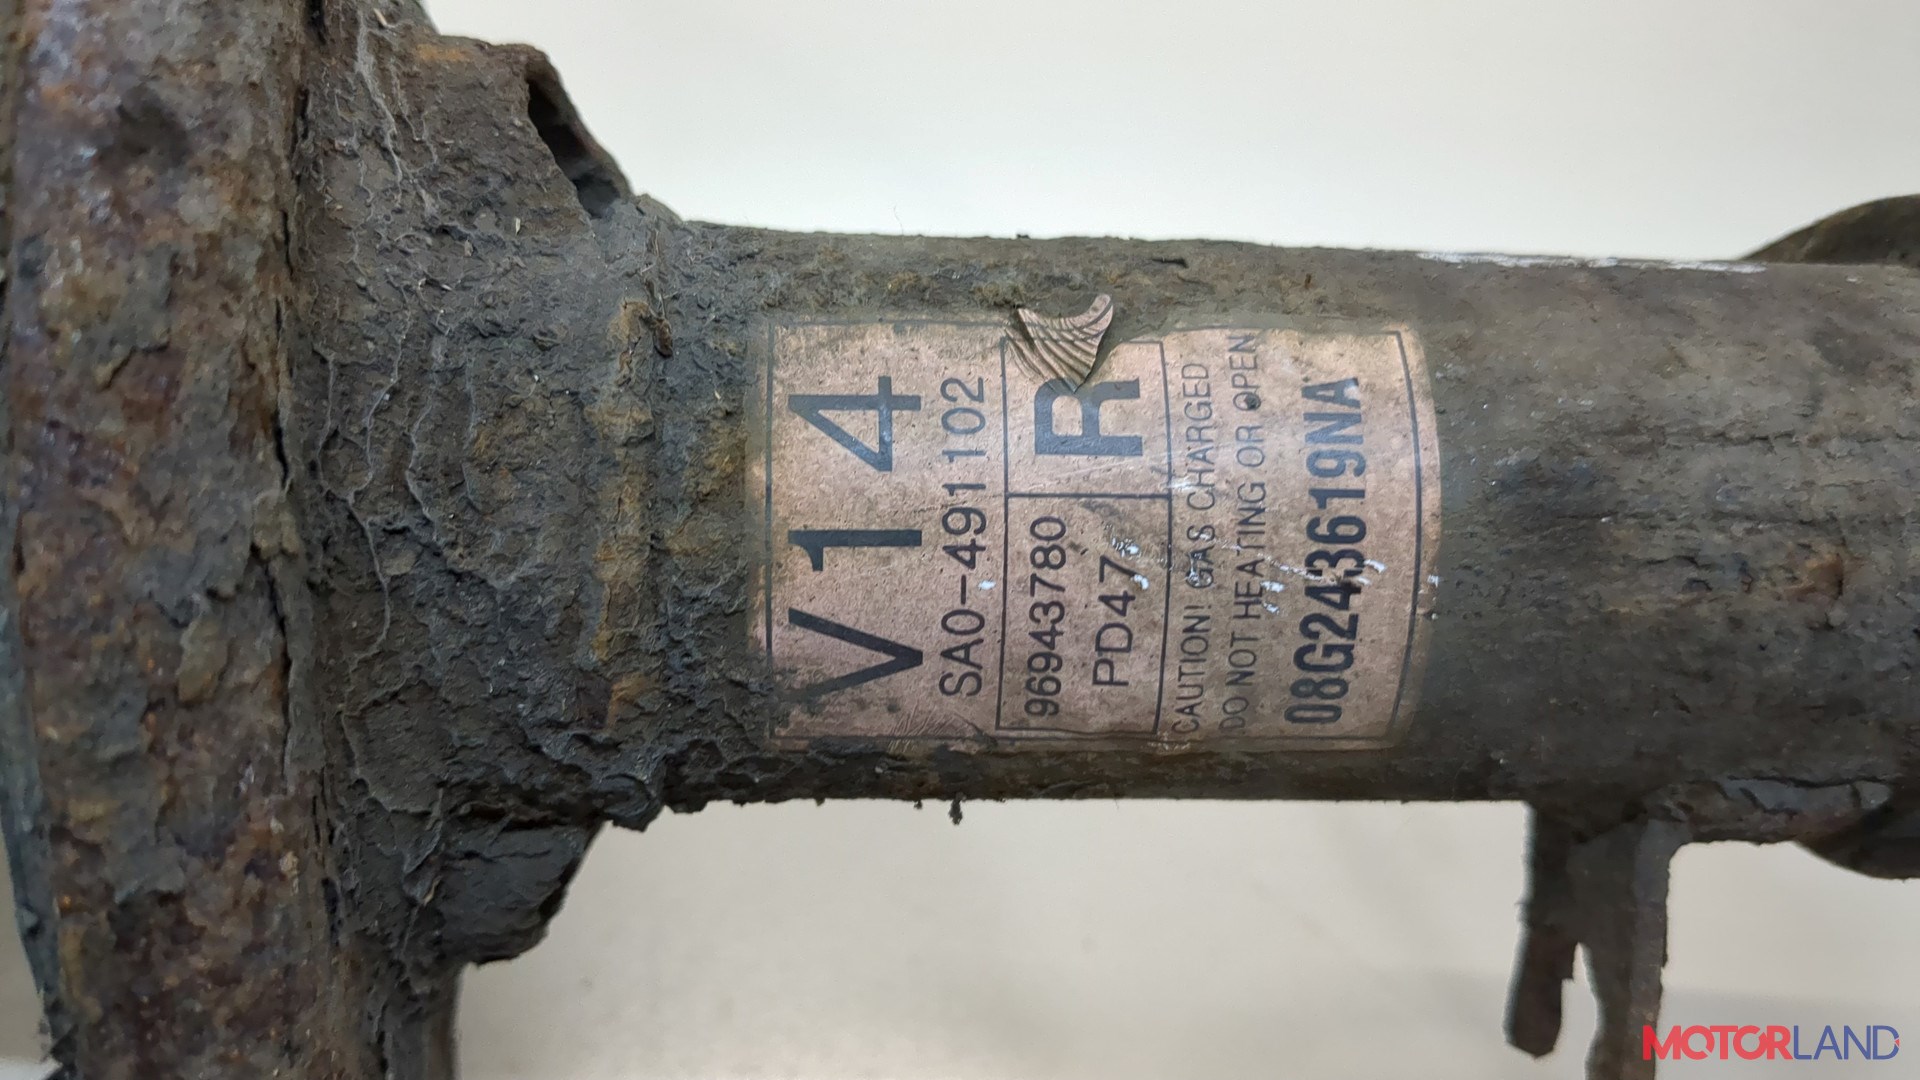 V14
SA0-491102
96943780
R
PD47
CAUTION! GAS CHARGED
DO NOT HEATING OR OPEN
08G243619NA
MOTORLAND